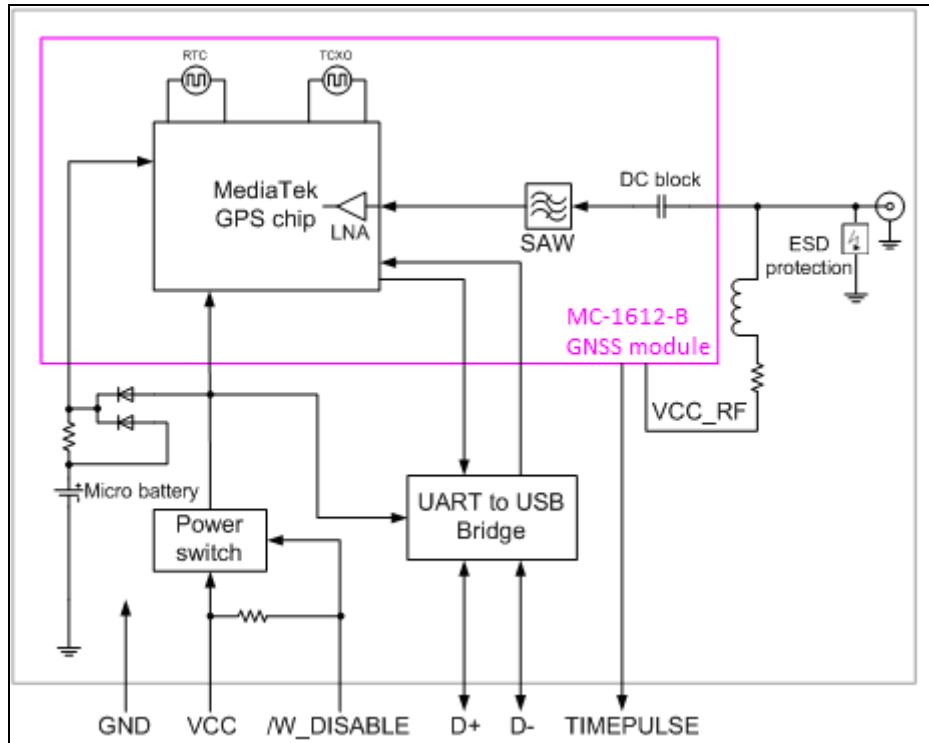 RTC
TCXO
MediaTek
GPS chip
LNA
SAW
DC block
ESD
protection
MC-1612-B
GNSS module
VCC_RF
+
Micro battery
Power
switch
UART to USB
Bridge
GND
VCC
/W_DISABLE
D+
D-
TIMEPULSE